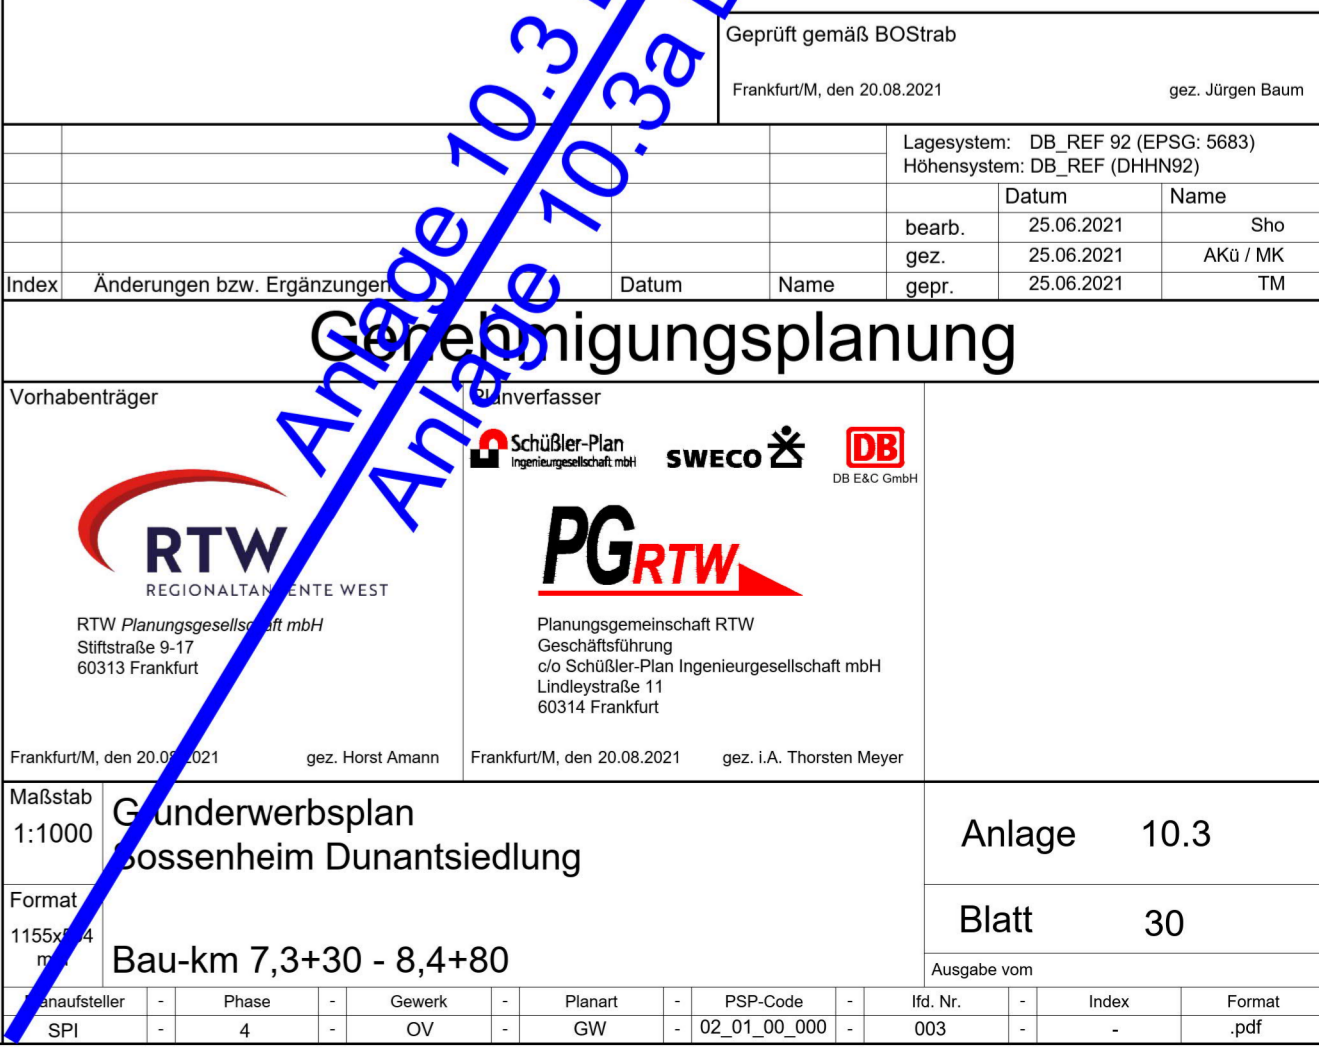 Geprüft gemäß BOStrab
Frankfurt/M, den 20.08.2021 gez. Jürgen Baum
Anlage 10.3
Anlage 10.3a
Lagesystem: DB_REF 92 (EPSG: 5683)
Höhensystem: DB_REF (DHHN92)
Datum Name
bearb. 25.06.2021 Sho
gez. 25.06.2021 AKü / MK
gepr. 25.06.2021 TM
Index Änderungen bzw. Ergänzungen Datum Name
Genehmigungsplanung
Vorhabenträger
RTW
REGIONALTANGENTE WEST
RTW Planungsgesellschaft mbH
Stiftstraße 9-17
60313 Frankfurt
Frankfurt/M, den 20.08.2021 gez. Horst Amann
Planverfasser
Schüßler-Plan
Ingenieurgesellschaft mbH
SWECO
DB
DB E&C GmbH
PGRTW
Planungsgemeinschaft RTW
Geschäftsführung
c/o Schüßler-Plan Ingenieurgesellschaft mbH
Lindleystraße 11
60314 Frankfurt
Frankfurt/M, den 20.08.2021 gez. i.A. Thorsten Meyer
Maßstab
1:1000
Grunderwerbsplan
Sossenheim Dunantsiedlung
Format
Bau-km 7,3+30 - 8,4+80
Anlage 10.3
Blatt 30
Ausgabe vom
Planaufsteller - Phase - Gewerk - Planart - PSP-Code - lfd. Nr. - Index Format
SPI - 4 - OV - GW - 02_01_00_000 - 003 - - .pdf